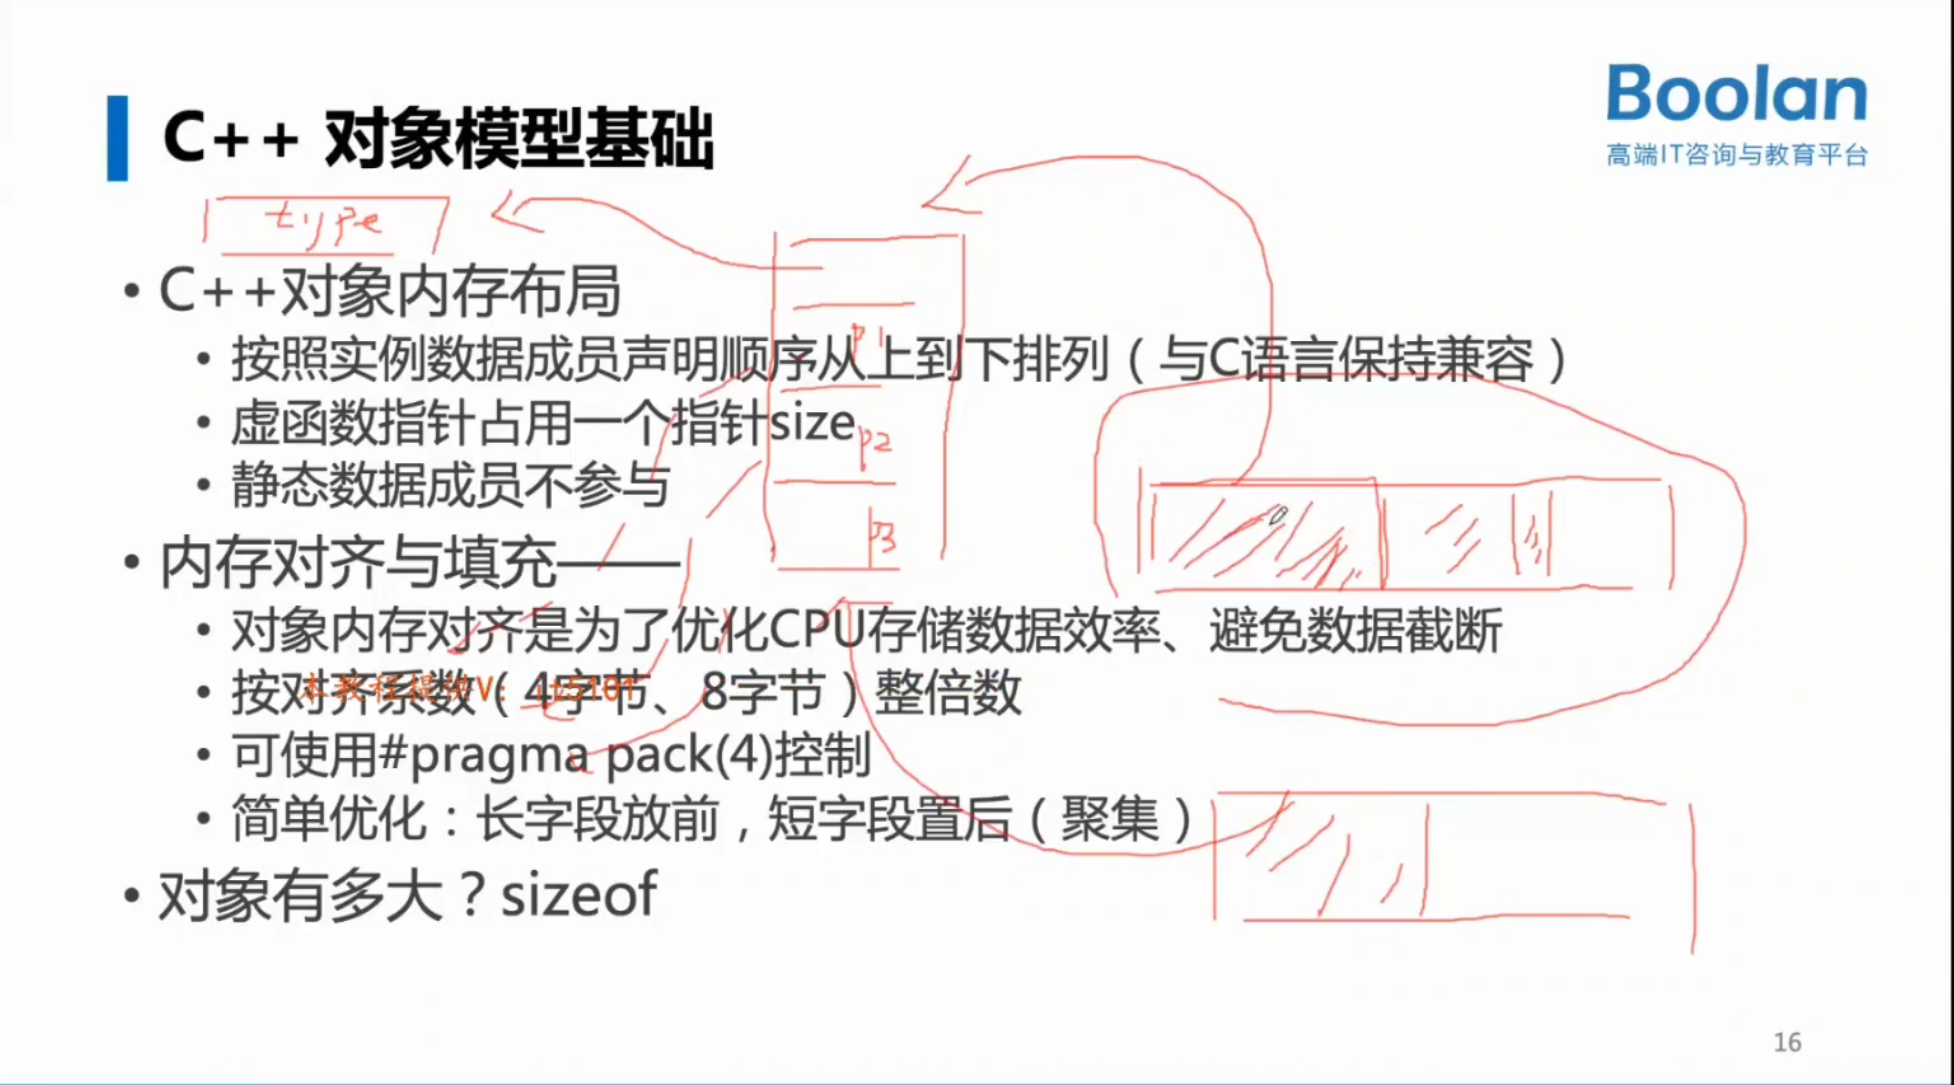 Boolan
高端IT咨询与教育平台
C++ 对象模型基础
type
• C++对象内存布局
• 按照实例数据成员声明顺序从上到下排列（与C语言保持兼容）
p1
• 虚函数指针占用一个指针size
p2
• 静态数据成员不参与
p3
• 内存对齐与填充——
• 对象内存对齐是为了优化CPU存储数据效率、避免数据截断
• 按对齐系数（4字节、8字节）整倍数
本教程提供V: it5101
• 可使用#pragma pack(4)控制
• 简单优化：长字段放前，短字段置后（聚集）
• 对象有多大？sizeof
16